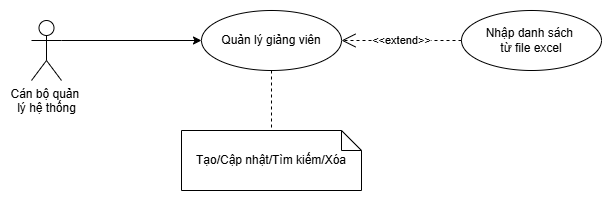 Quản lý giảng viên
<<extend>>
Nhập danh sách
từ file excel
Cán bộ quản
lý hệ thống
Tạo/Cập nhật/Tìm kiếm/Xóa